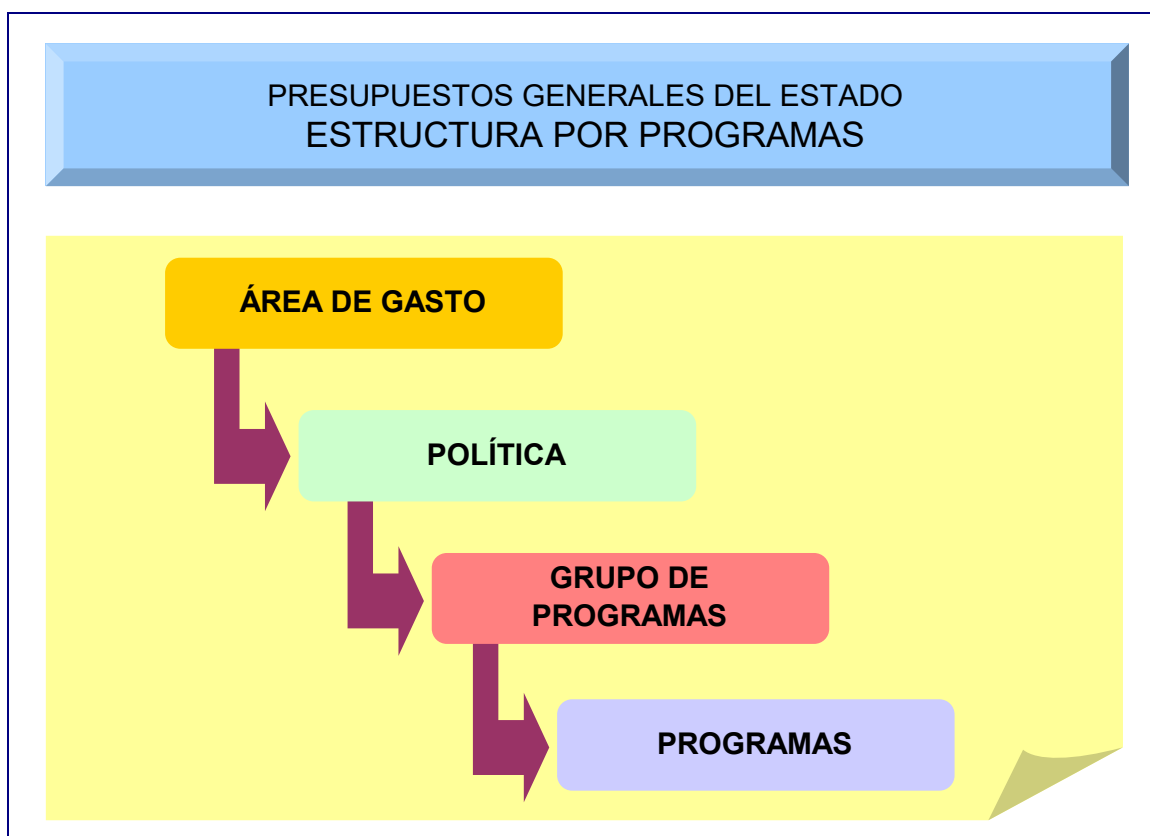 PRESUPUESTOS GENERALES DEL ESTADO
ESTRUCTURA POR PROGRAMAS
ÁREA DE GASTO
POLÍTICA
GRUPO DE
PROGRAMAS
PROGRAMAS